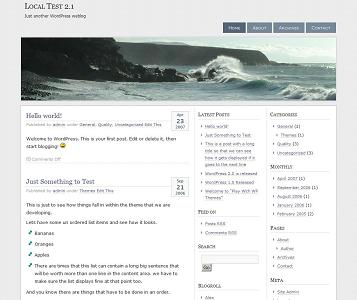 Local Test 2.1
Just another WordPress weblog
Home About Archives Contact
Hello world!
Published by admin under General, Quality, Uncategorized Edit This
Apr
23
2007
Welcome to WordPress. This is your first post. Edit or delete it, then
start blogging!
Comments Off
Just Something to Test
Published by admin under Themes Edit This
Sep
21
2006
This is just to see how things fall within the theme that we are
developing.
Lets have some un ordered list items and see how it looks.
Bananas
Oranges
Apples
There are times that this list can contain a long big sentence that
will be worth more than one line in the content area. we have to
make sure the list displays fine at that point too.
And you know there are things that have to be done in an order.
Latest Posts
Hello world!
Just Something to Test
This is a post with a long
title so that we can see
how it gets displayed if it
goes to the next line
WordPress 2.0 is released
WordPress 1.5 Released
Welcome to "Play With WP
Themes"
Feed on
Posts RSS
Comments RSS
Search
Go
Blogroll
Alex
Categories
General (2)
Themes (1)
Quality (3)
Uncategorized (3)
Monthly
April 2007 (1)
September 2006 (1)
August 2006 (1)
January 2006 (1)
February 2005 (2)
Pages
About
Author
Archives
Contact
Meta
Site Admin